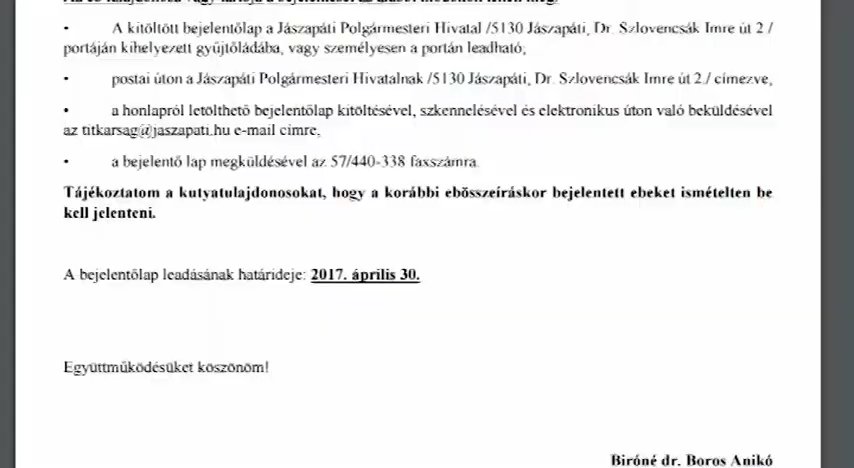 • A kitöltött bejelentőlap a Jászapáti Polgármesteri Hivatal /5130 Jászapáti, Dr. Szlovencsák Imre út 2./
portáján kihelyezett gyűjtőládába, vagy személyesen a portán leadható;
• postai úton a Jászapáti Polgármesteri Hivatalnak /5130 Jászapáti, Dr. Szlovencsák Imre út 2./ címezve,
• a honlapról letölthető bejelentőlap kitöltésével, szkennelésével és elektronikus úton való beküldésével
az titkarsag@jaszapati.hu e-mail címre,
• a bejelentő lap megküldésével az 57/440-338 faxszámra.
Tájékoztatom a kutyatulajdonosokat, hogy a korábbi ebösszeíráskor bejelentett ebeket ismételten be
kell jelenteni.
A bejelentőlap leadásának határideje: 2017. április 30.
Együttműködésüket köszönöm!
Bíróné dr. Boros Anikó